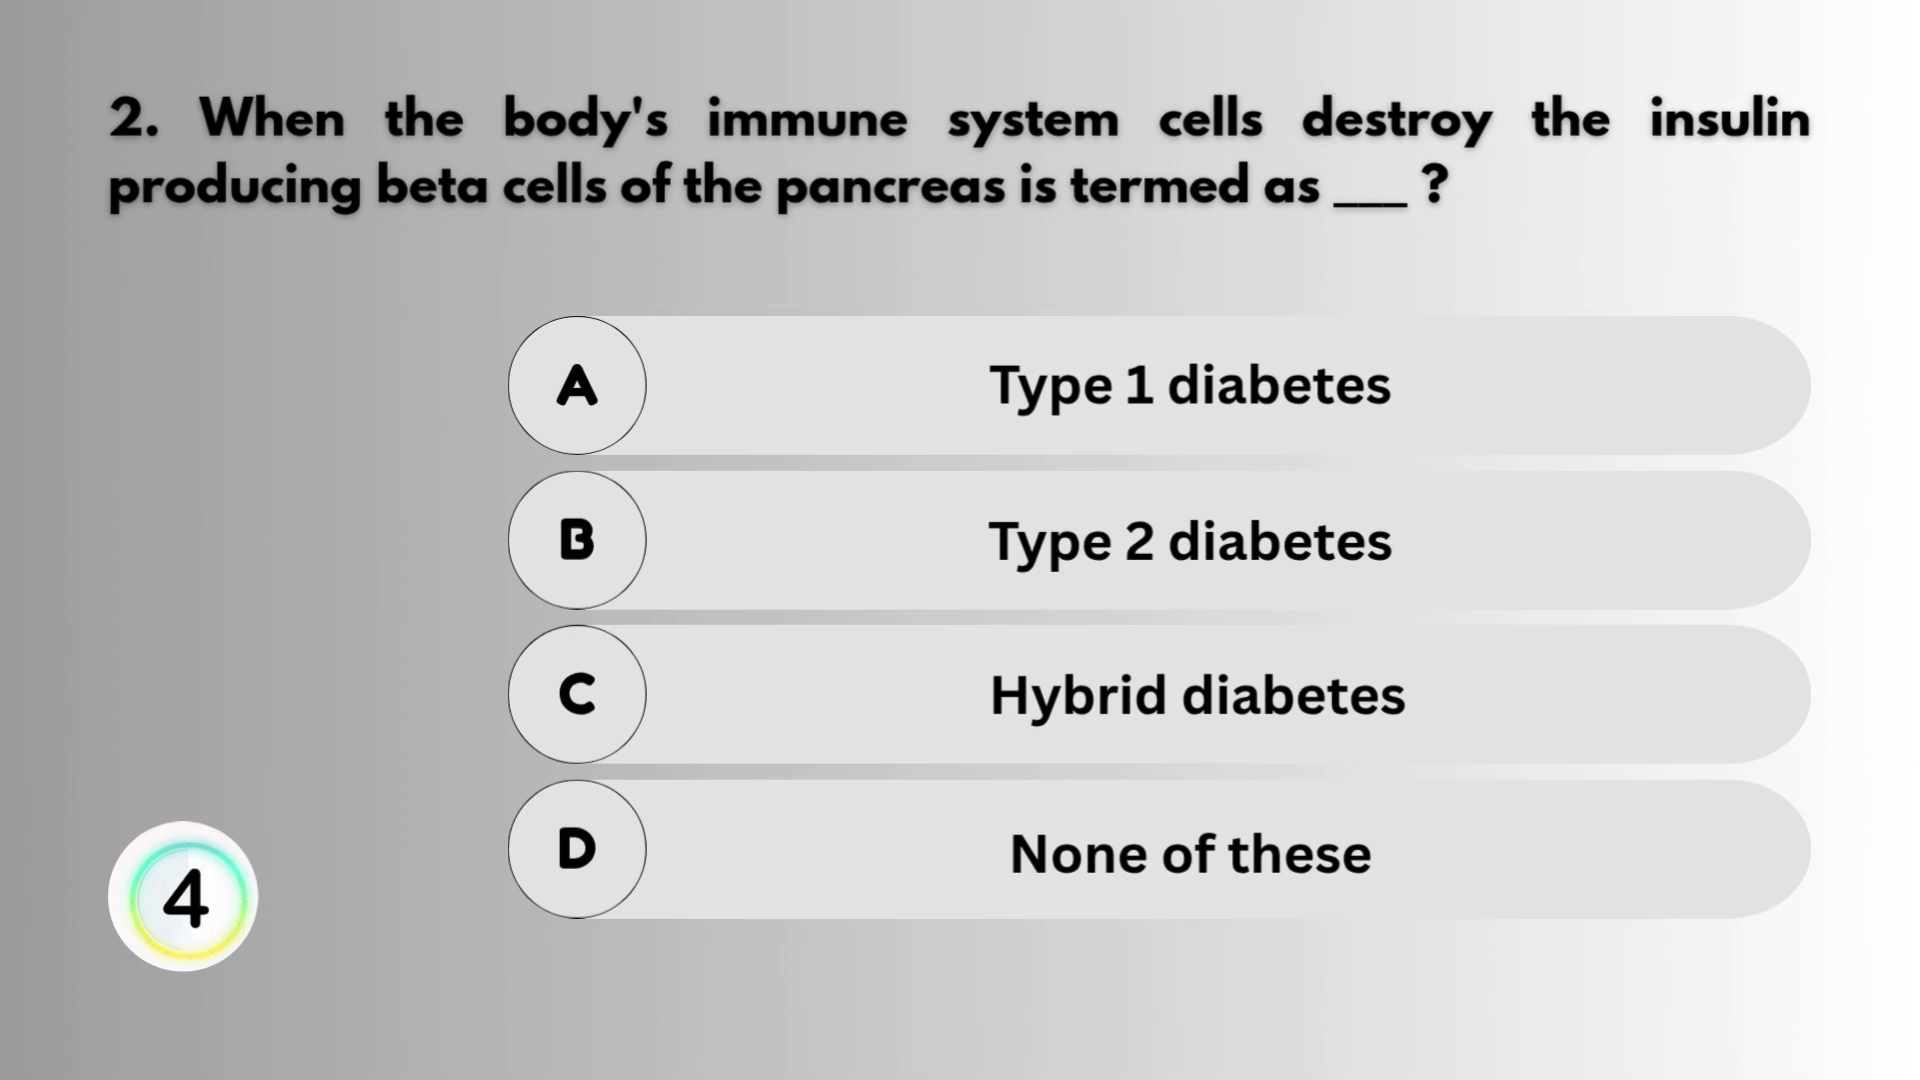 2. When the body's immune system cells destroy the insulin
producing beta cells of the pancreas is termed as ___ ?
A Type 1 diabetes
B Type 2 diabetes
C Hybrid diabetes
D None of these
4